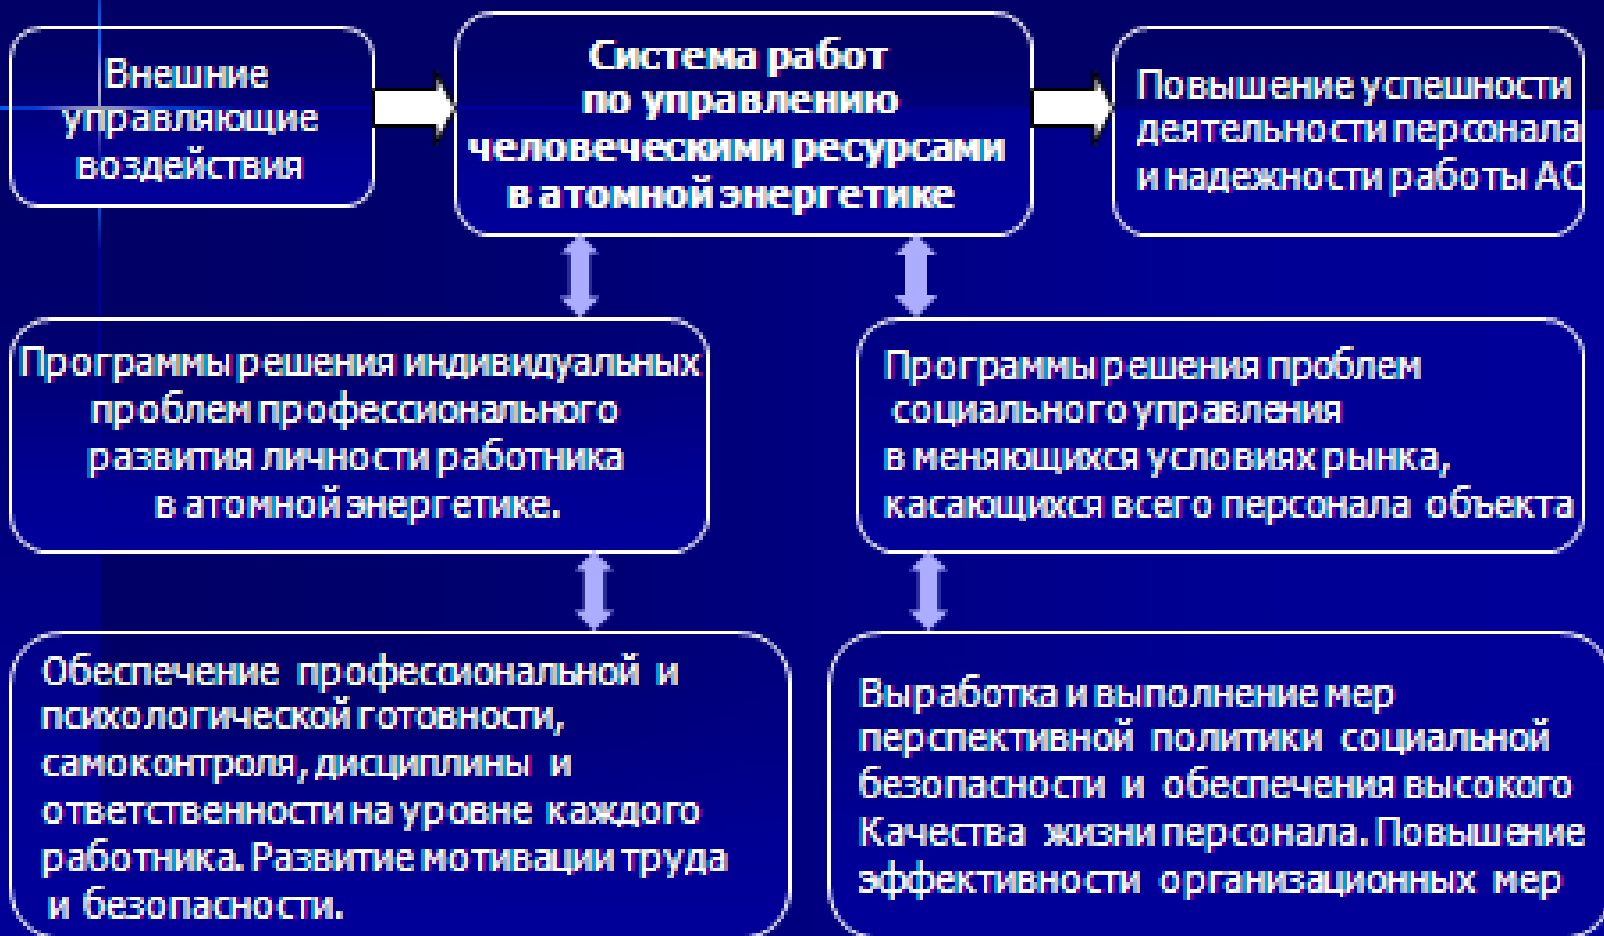 Внешние
управляющие
воздействия
Система работ
по управлению
человеческими ресурсами
в атомной энергетике
Повышение успешности
деятельности персонала
и надежности работы АС
Программы решения индивидуальных
проблем профессионального
развития личности работника
в атомной энергетике.
Программы решения проблем
социального управления
в меняющихся условиях рынка,
касающихся всего персонала объекта
Обеспечение профессиональной и
психологической готовности,
самоконтроля, дисциплины и
ответственности на уровне каждого
работника. Развитие мотивации труда
и безопасности.
Выработка и выполнение мер
перспективной политики социальной
безопасности и обеспечения высокого
Качества жизни персонала. Повышение
эффективности организационных мер